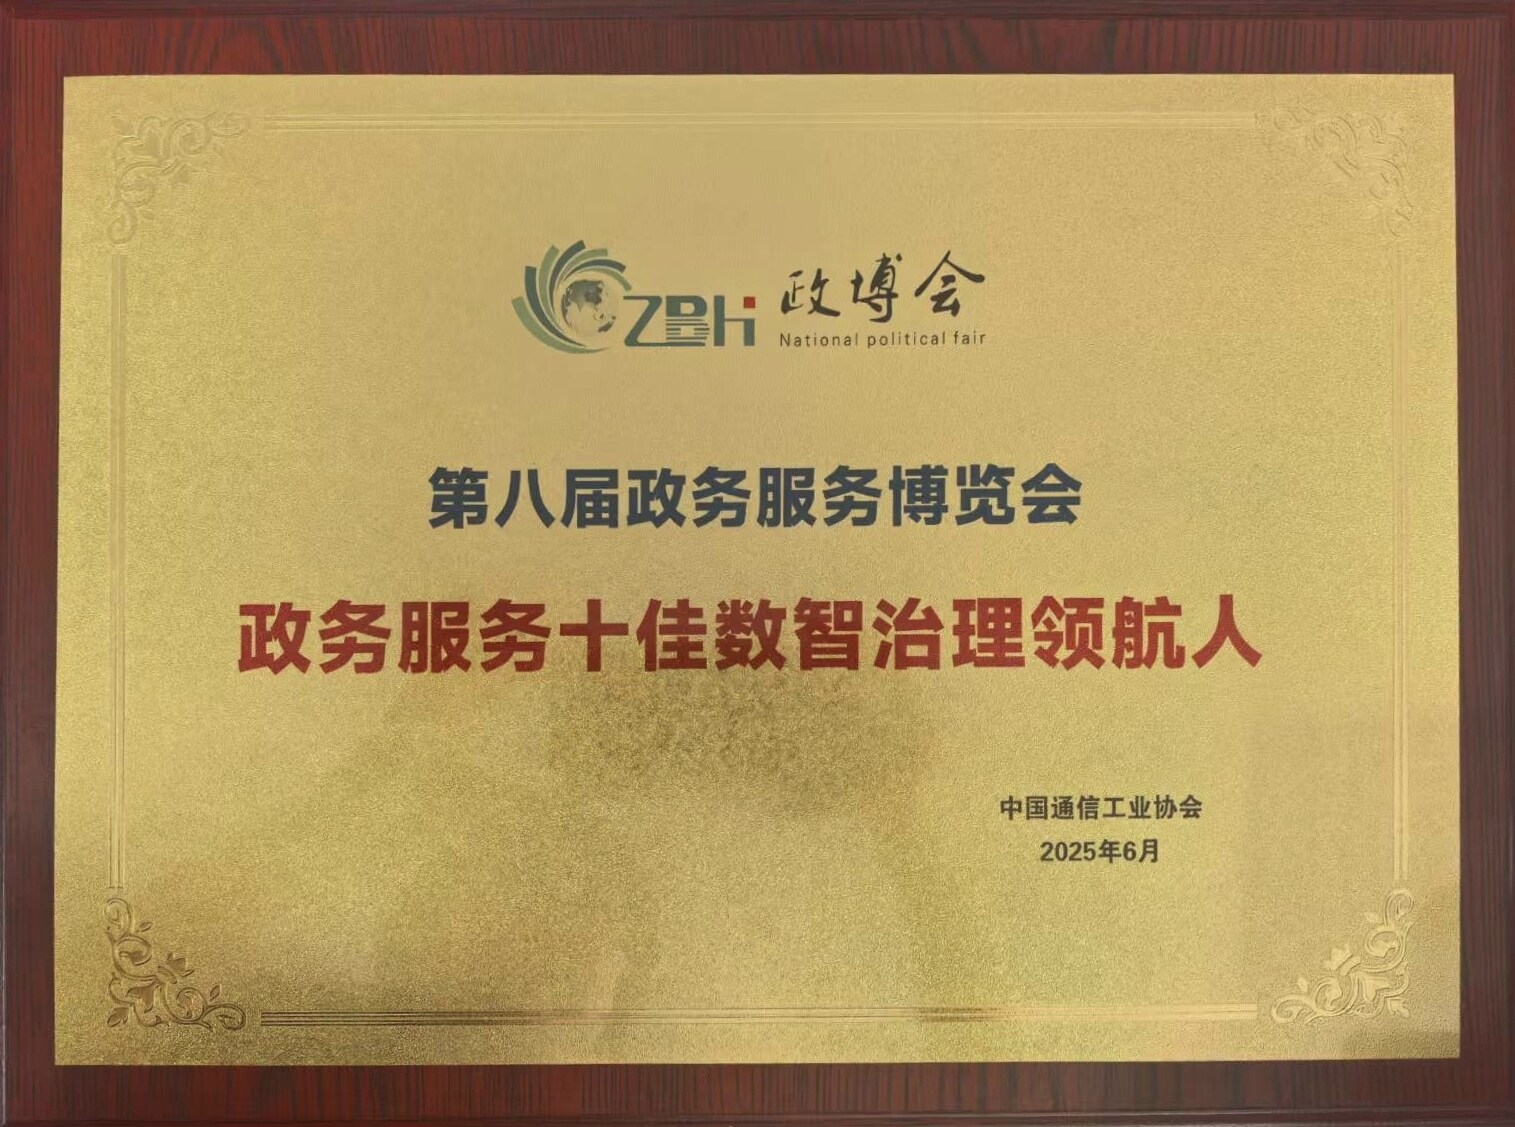 ZBH 政博会
National political fair
第八届政务服务博览会
政务服务十佳数智治理领航人
中国通信工业协会
2025年6月